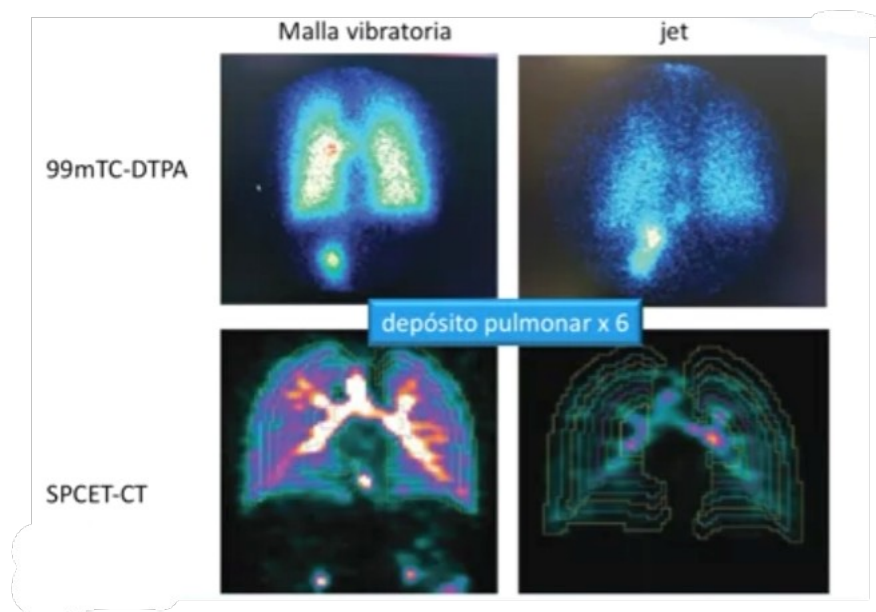 Malla vibratoria
jet
99mTC-DTPA
depósito pulmonar x 6
SPCET-CT